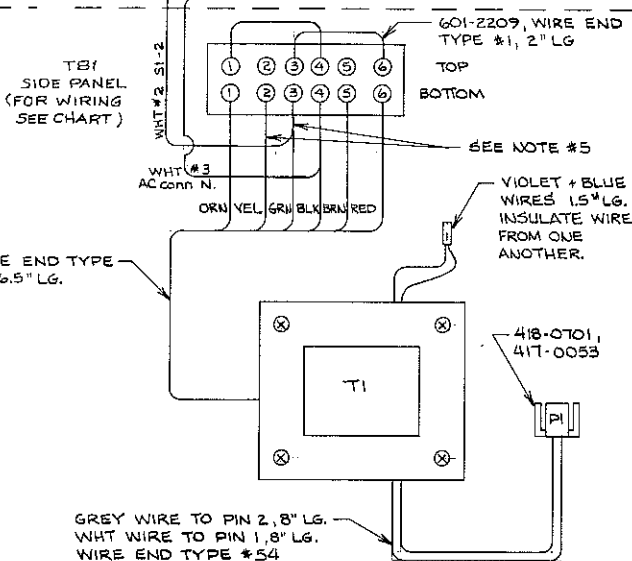 601-2209, WIRE END
TYPE #1, 2" LG
TB1
SIDE PANEL
(FOR WIRING
SEE CHART)
WHT #2 S1-2
1 2 3 4 5 6
TOP
1 2 3 4 5 6
BOTTOM
SEE NOTE #5
WHT #3
AC conn N.
ORN YEL GRN BLK BRN RED
VIOLET + BLUE
WIRES 1.5" LG.
INSULATE WIRE
FROM ONE
ANOTHER.
E END TYPE
6.5" LG.
T1
418-0701,
417-0053
P1
GREY WIRE TO PIN 2, 8" LG.
WHT WIRE TO PIN 1, 8" LG.
WIRE END TYPE #54